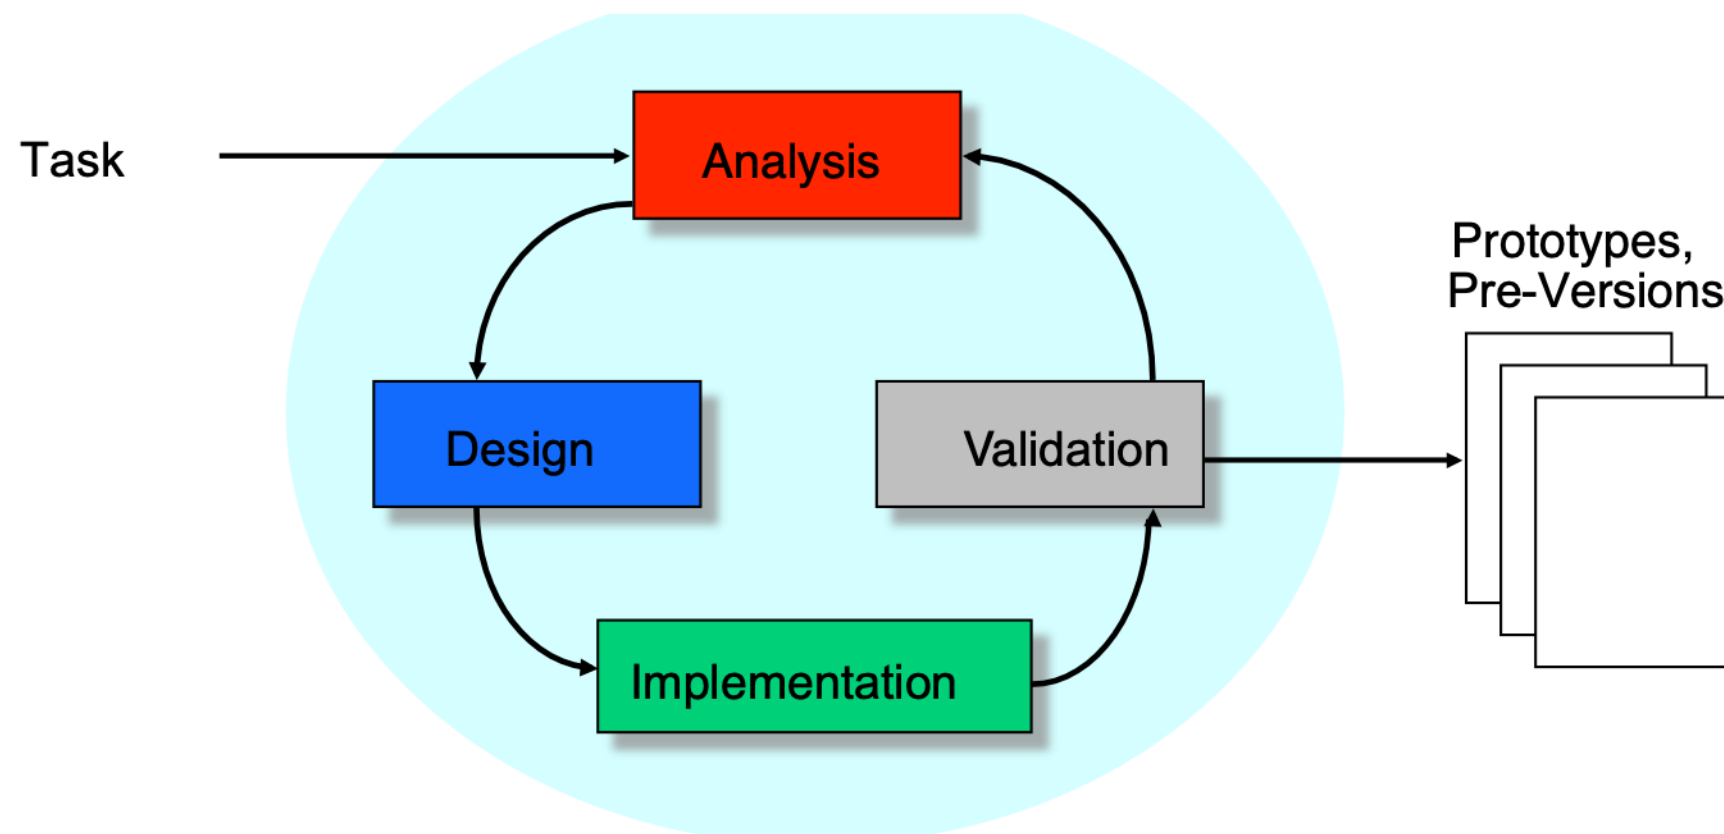 Task
Analysis
Prototypes,
Pre-Versions
Design
Validation
Implementation